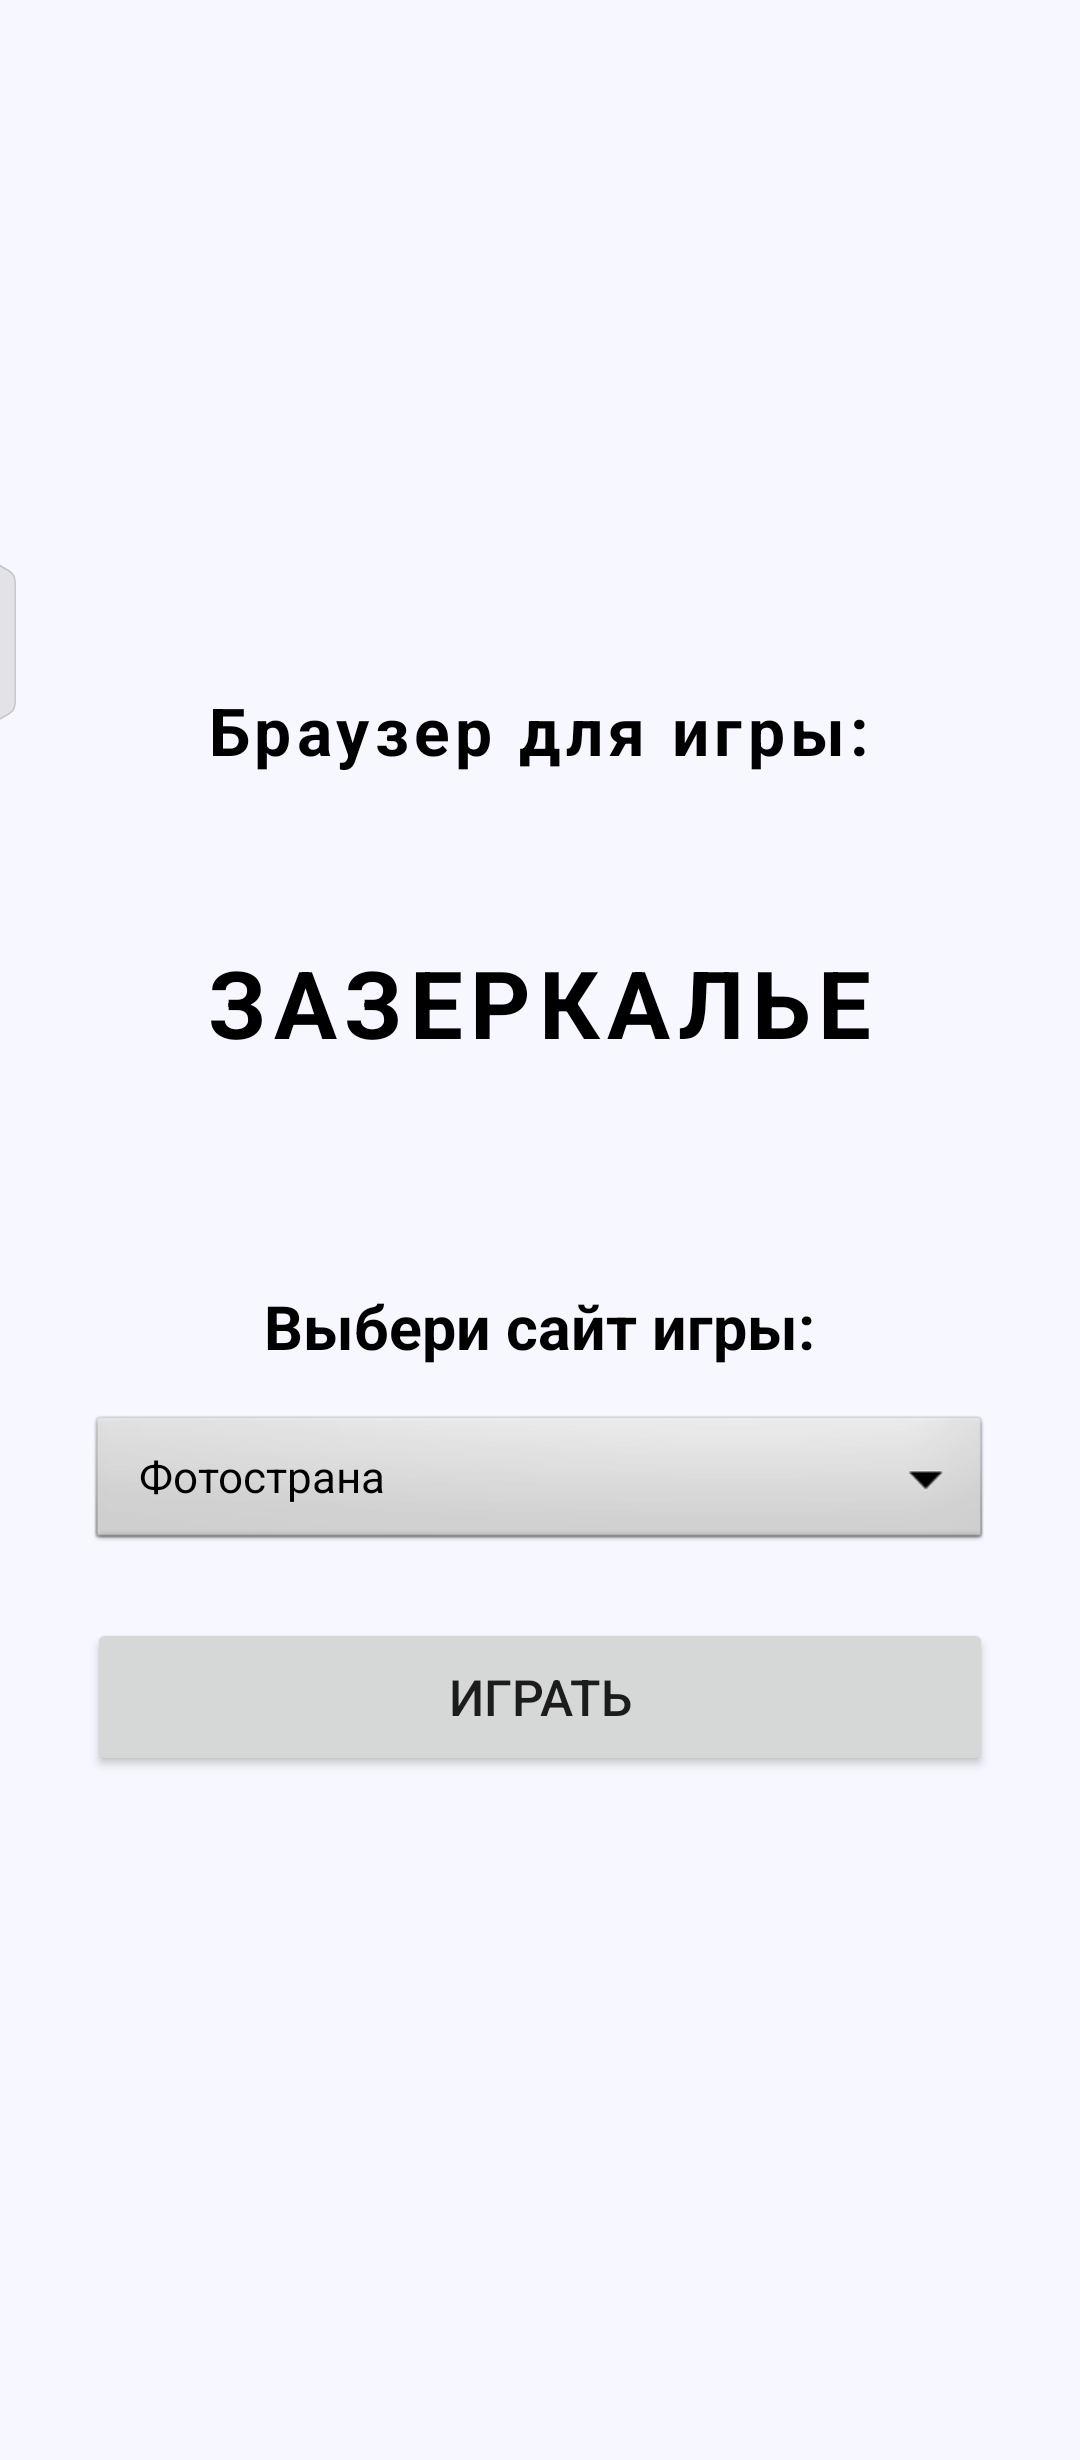 Браузер для игры:
ЗАЗЕРКАЛЬЕ
Выбери сайт игры:
Фотострана
ИГРАТЬ